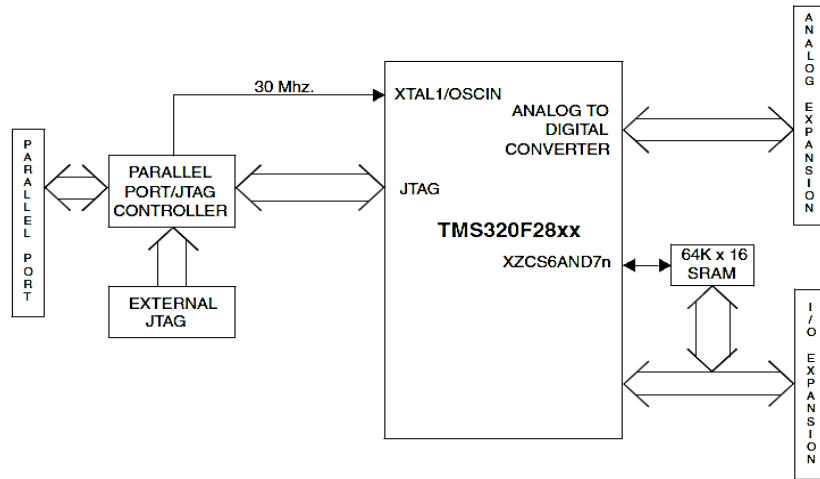 ANALOG EXPANSION
30 Mhz.
XTAL1/OSCIN
ANALOG TO
DIGITAL
CONVERTER
PARALLEL PORT
PARALLEL
PORT/JTAG
CONTROLLER
JTAG
TMS320F28xx
XZCS6AND7n
64K x 16
SRAM
EXTERNAL
JTAG
I/O EXPANSION